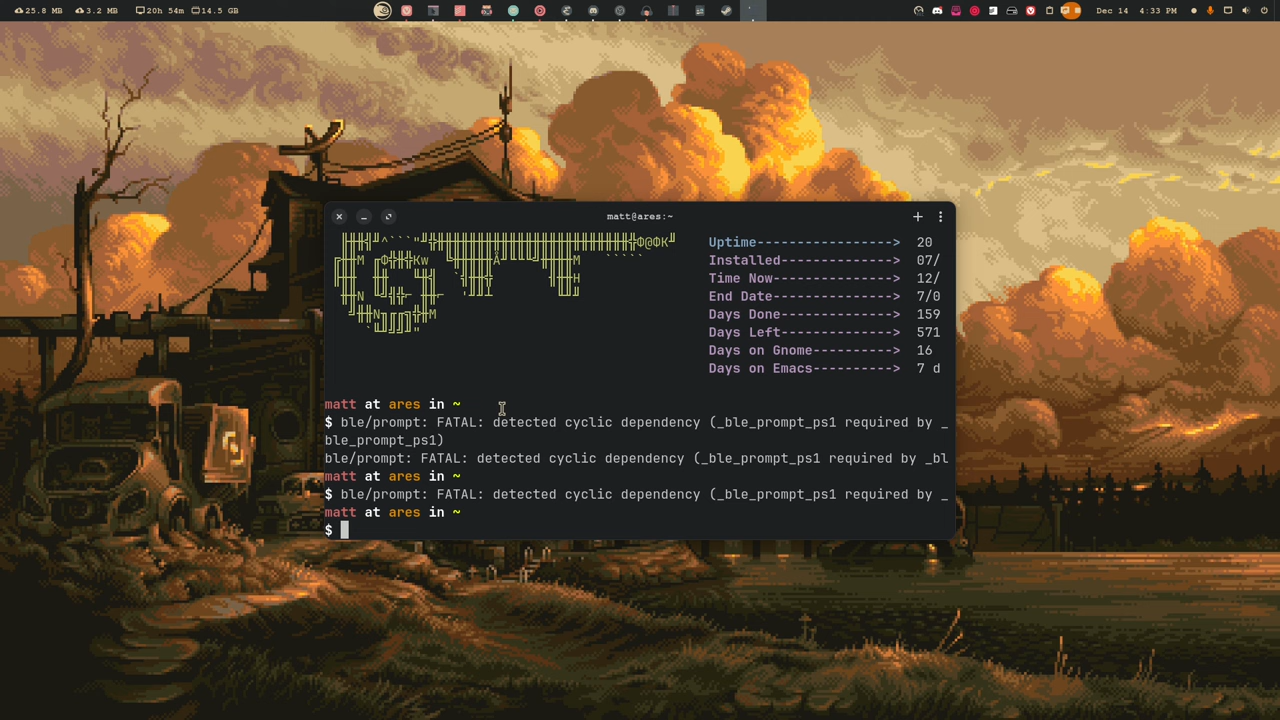 25.8 MB 3.2 MB 20h 54m 14.5 GB Dec 14 4:33 PM
matt@ares:~
Uptime------------------> 20
Installed---------------> 07/
Time Now----------------> 12/
End Date----------------> 7/0
Days Done---------------> 159
Days Left---------------> 571
Days on Gnome-----------> 16
Days on Emacs-----------> 7 d
matt at ares in ~
$ ble/prompt: FATAL: detected cyclic dependency (_ble_prompt_ps1 required by _
ble_prompt_ps1)
ble/prompt: FATAL: detected cyclic dependency (_ble_prompt_ps1 required by _bl
matt at ares in ~
$ ble/prompt: FATAL: detected cyclic dependency (_ble_prompt_ps1 required by _
matt at ares in ~
$